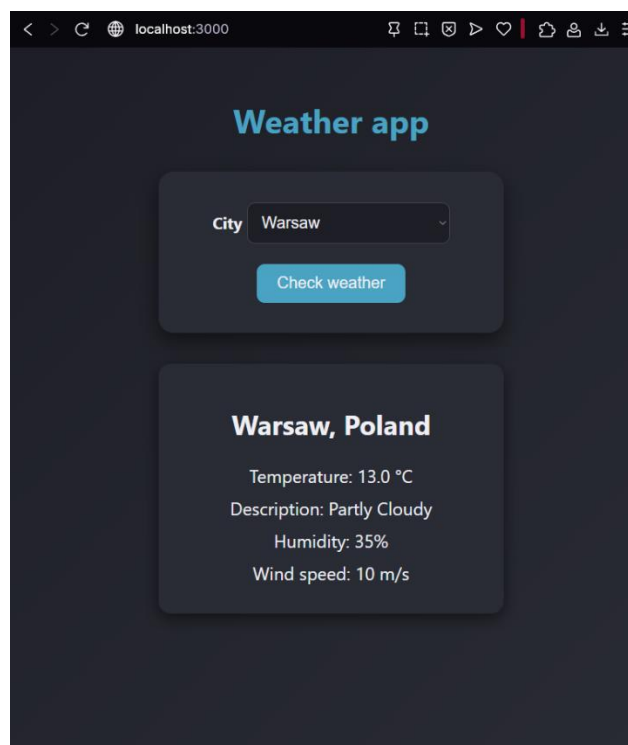 localhost:3000
Weather app
City Warsaw
Check weather
Warsaw, Poland
Temperature: 13.0 °C
Description: Partly Cloudy
Humidity: 35%
Wind speed: 10 m/s